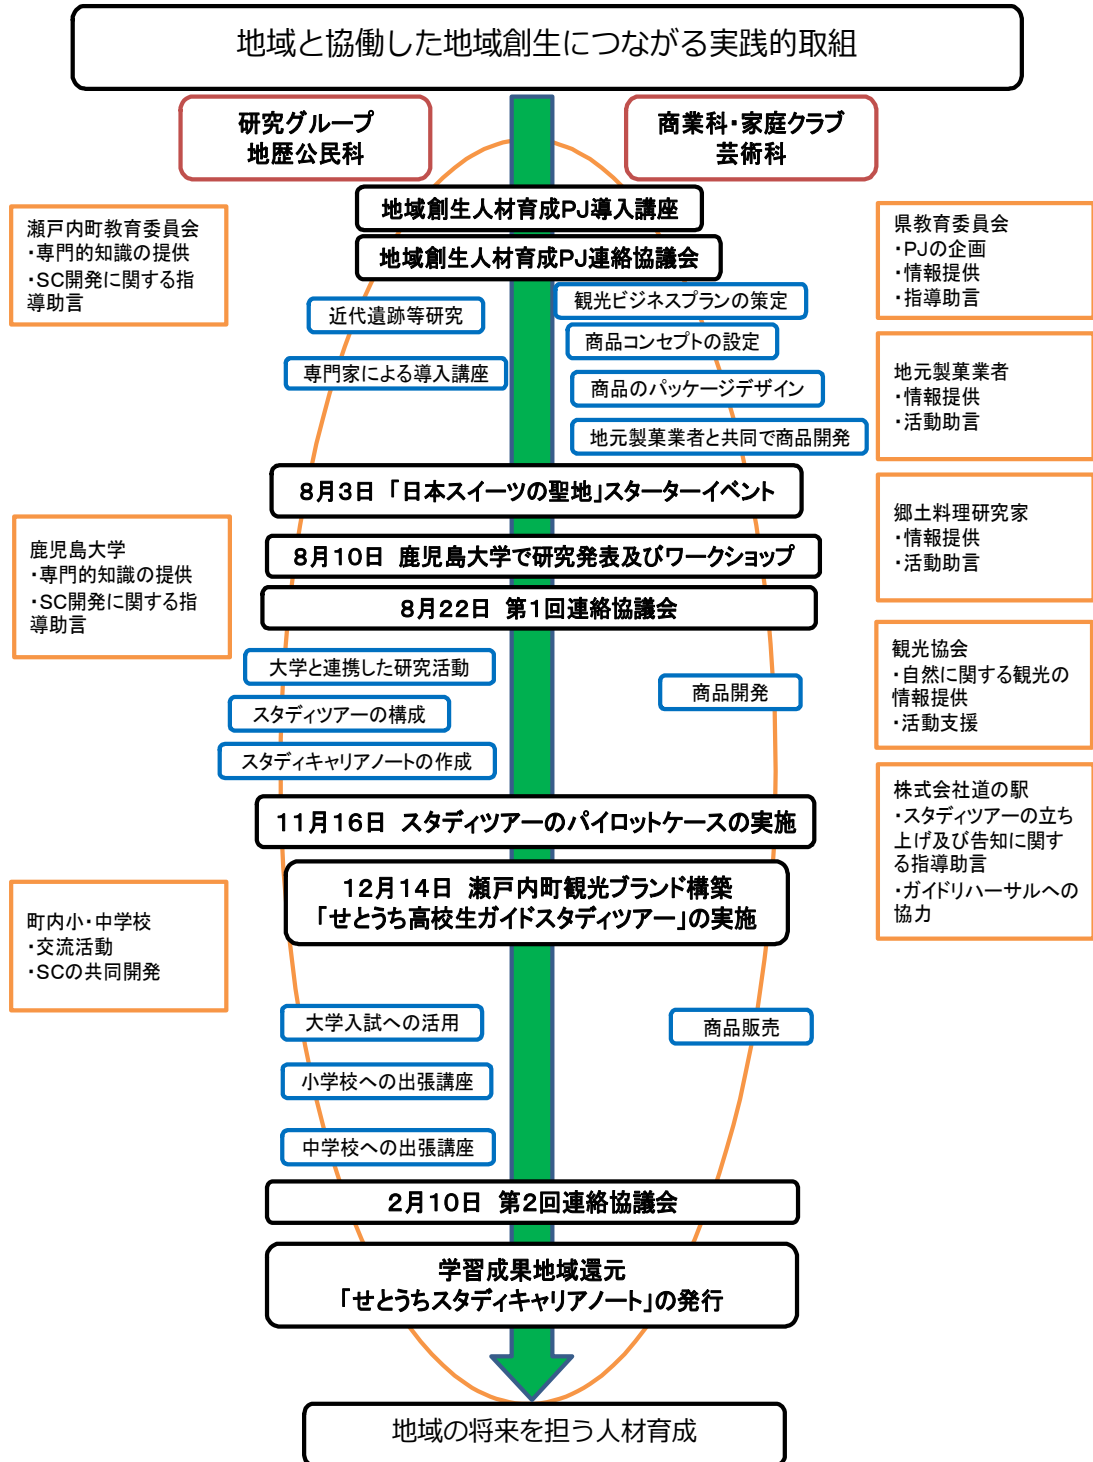 地域と協働した地域創生につながる実践的取組
研究グループ
地歴公民科
商業科・家庭クラブ
芸術科
地域創生人材育成PJ導入講座
地域創生人材育成PJ連絡協議会
瀬戸内町教育委員会
・専門的知識の提供
・SC開発に関する指
導助言
県教育委員会
・PJの企画
・情報提供
・指導助言
近代遺跡等研究
専門家による導入講座
観光ビジネスプランの策定
商品コンセプトの設定
商品のパッケージデザイン
地元製菓業者と共同で商品開発
地元製菓業者
・情報提供
・活動助言
8月3日 「日本スイーツの聖地」スターターイベント
8月10日 鹿児島大学で研究発表及びワークショップ
8月22日 第1回連絡協議会
鹿児島大学
・専門的知識の提供
・SC開発に関する指
導助言
郷土料理研究家
・情報提供
・活動助言
大学と連携した研究活動
スタディツアーの構成
スタディキャリアノートの作成
商品開発
観光協会
・自然に関する観光の
情報提供
・活動支援
11月16日 スタディツアーのパイロットケースの実施
12月14日 瀬戸内町観光ブランド構築
「せとうち高校生ガイドスタディツアー」の実施
株式会社道の駅
・スタディツアーの立ち
上げ及び告知に関す
る指導助言
・ガイドリハーサルへの
協力
町内小・中学校
・交流活動
・SCの共同開発
大学入試への活用
小学校への出張講座
中学校への出張講座
商品販売
2月10日 第2回連絡協議会
学習成果地域還元
「せとうちスタディキャリアノート」の発行
地域の将来を担う人材育成